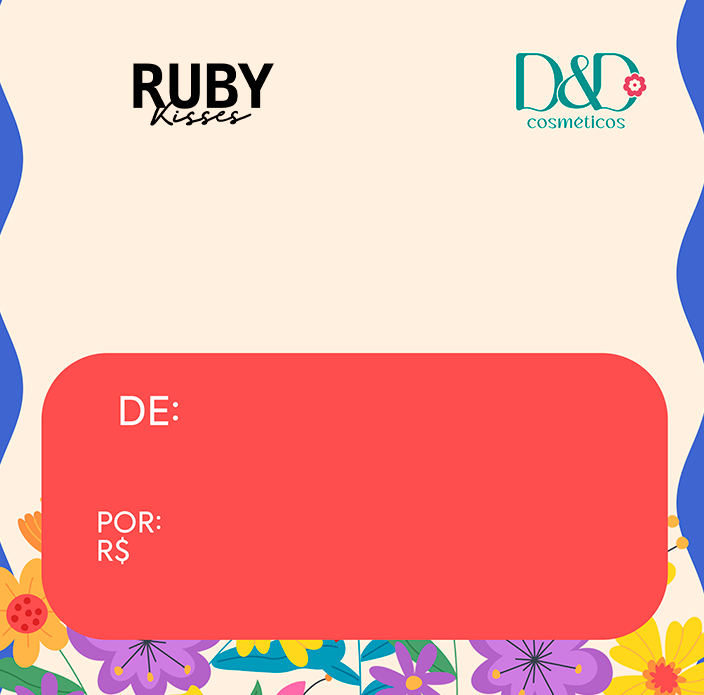 RUBY
Kisses
D&D
cosméticos
DE:
POR:
R$